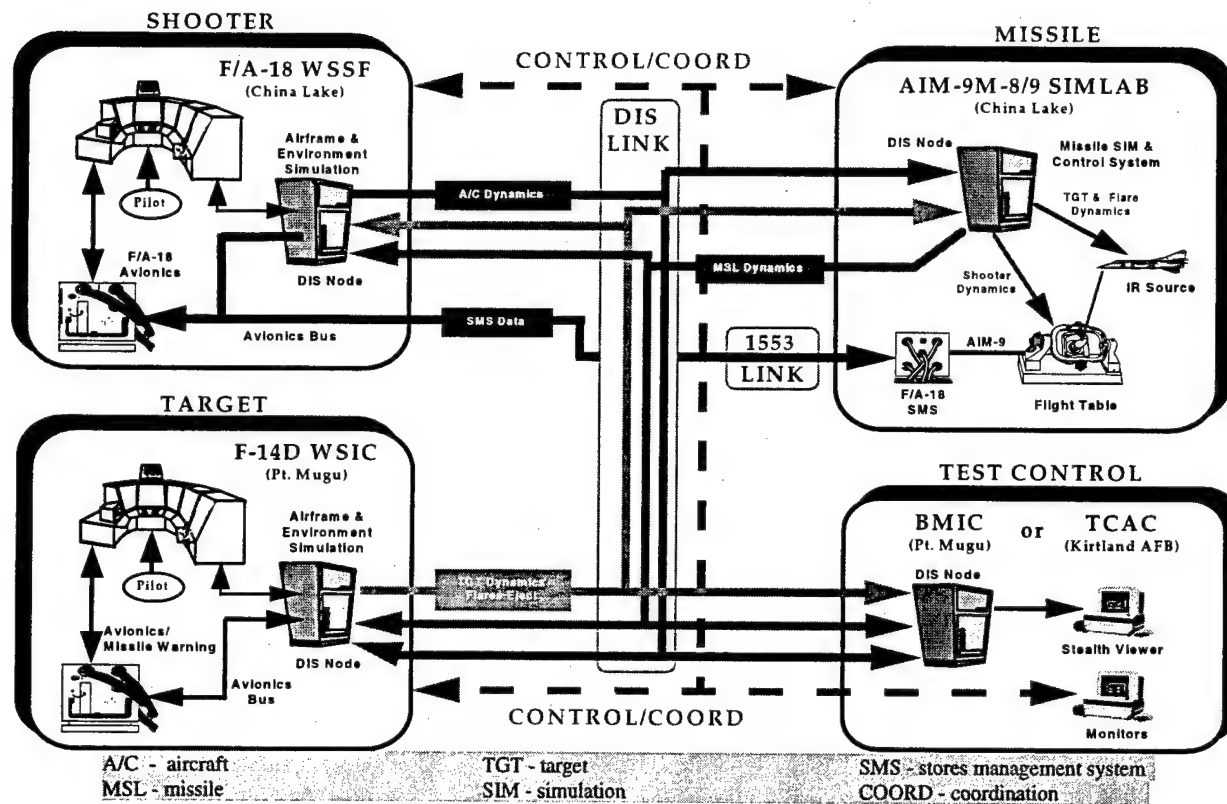 SHOOTER
F/A-18 WSSF
(China Lake)
Airframe &
Environment
Simulation
Pilot
F/A-18
Avionics
DIS Node
Avionics Bus
CONTROL/COORD
DIS
LINK
A/C Dynamics
MSL Dynamics
SMS Data
1553
LINK
MISSILE
AIM-9M-8/9 SIMLAB
(China Lake)
DIS Node
Missile SIM &
Control System
TGT & Flare
Dynamics
Shooter
Dynamics
IR Source
AIM-9
F/A-18
SMS
Flight Table
TARGET
F-14D WSIC
(Pt. Mugu)
Airframe &
Environment
Simulation
Pilot
Avionics/
Missile Warning
DIS Node
Avionics
Bus
TGT Dynamics
CONTROL/COORD
TEST CONTROL
BMIC or TCAC
(Pt. Mugu) (Kirtland AFB)
DIS Node
Stealth Viewer
Monitors
A/C - aircraft TGT - target SMS - stores management system
MSL - missile SIM - simulation COORD - coordination